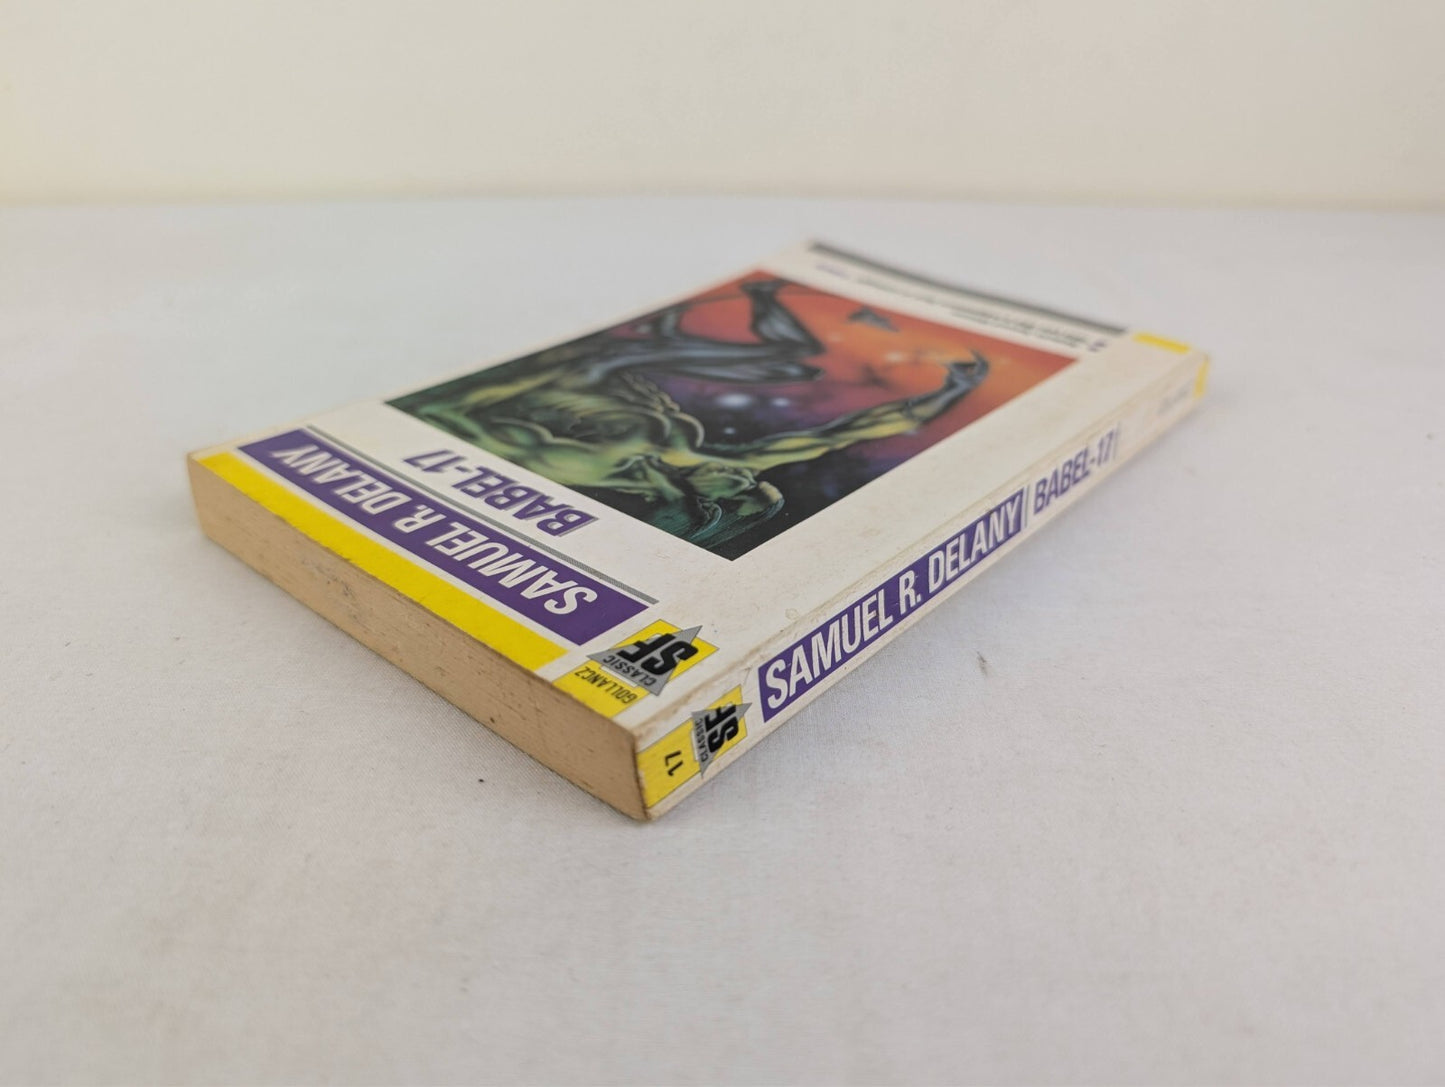 GOLLANCZ
CLASSIC
SF
SAMUEL R. DELANY
BABEL-17
17
CLASSIC
SF
SAMUEL R. DELANY
BABEL-17